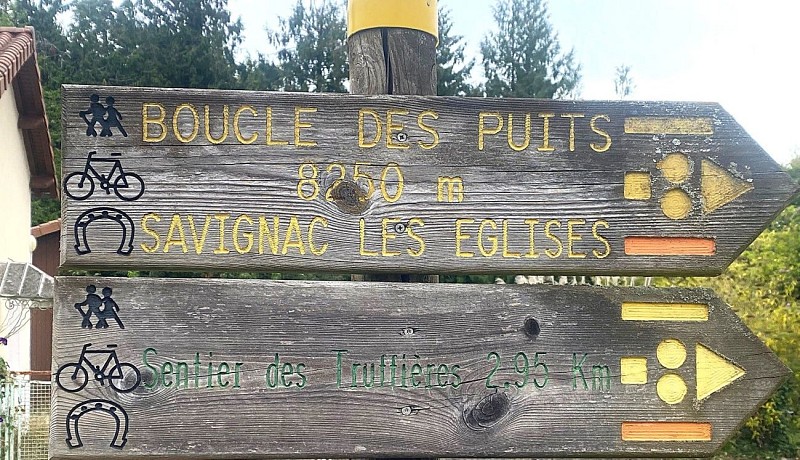 BOUCLE DES PUITS
8250 m
SAVIGNAC LES EGLISES
Sentier des Truffières 2.95 Km